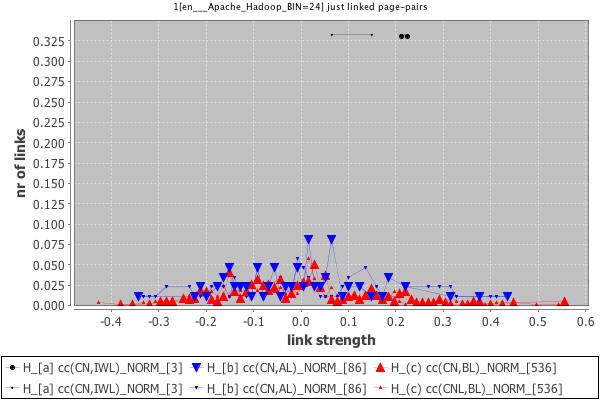 1[en___Apache_Hadoop_BIN=24] just linked page-pairs
nr of links
0.325
0.300
0.275
0.250
0.225
0.200
0.175
0.150
0.125
0.100
0.075
0.050
0.025
0.000
-0.4 -0.3 -0.2 -0.1 0.0 0.1 0.2 0.3 0.4 0.5 0.6
link strength
H_[a] cc(CN,IWL)_NORM_[3] H_[b] cc(CN,AL)_NORM_[86] H_(c) cc(CN,BL)_NORM_[536]
H_[a] cc(CNL,IWL)_NORM_[3] H_[b] cc(CNL,AL)_NORM_[86] H_(c) cc(CNL,BL)_NORM_[536]